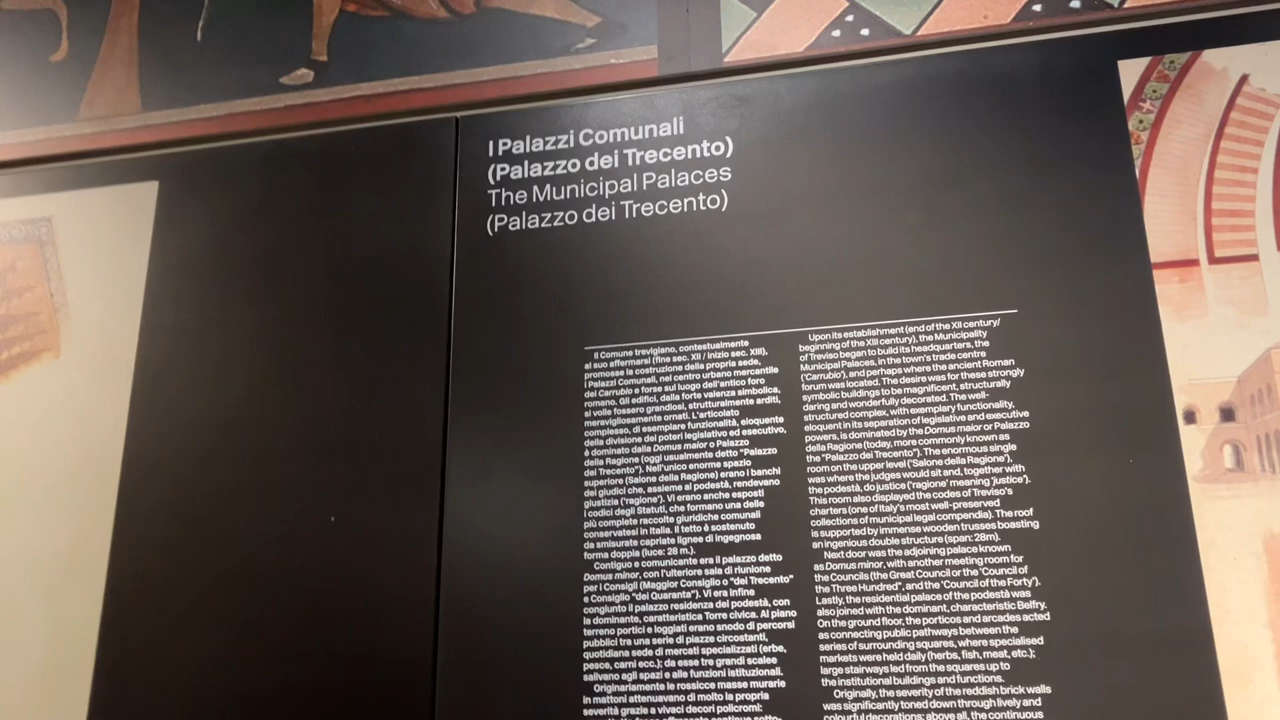 I Palazzi Comunali
(Palazzo dei Trecento)
The Municipal Palaces
(Palazzo dei Trecento)
Il Comune trevigiano, contestualmente
al suo affermarsi (fine sec. XII / inizio sec. XIII),
promosse la costruzione della propria sede,
i Palazzi Comunali, nel centro urbano mercantile
del Carrubio e forse sul luogo dell'antico foro
romano. Gli edifici, dalla forte valenza simbolica,
si volle fossero grandiosi, strutturalmente arditi,
meravigliosamente ornati. L'articolato
complesso, di esemplare funzionalità, eloquente
della divisione dei poteri legislativo ed esecutivo,
è dominato dalla Domus maior o Palazzo
della Ragione (oggi usualmente detto "Palazzo
dei Trecento"). Nell'unico enorme spazio
superiore (Salone della Ragione) erano i banchi
dei giudici che, assieme al podestà, rendevano
giustizia ('ragione'). Vi erano anche esposti
i codici degli Statuti, che formano una delle
più complete raccolte giuridiche comunali
conservatesi in Italia. Il tetto è sostenuto
da smisurate capriate lignee di ingegnosa
forma doppia (luce: 28 m.).
Contiguo e comunicante era il palazzo detto
Domus minor, con l'ulteriore sala di riunione
per i Consigli (Maggior Consiglio o "dei Trecento"
e Consiglio "dei Quaranta"). Vi era infine
congiunto il palazzo residenza del podestà, con
la dominante, caratteristica Torre civica. Al piano
terreno portici e loggiati erano snodo di percorsi
pubblici tra una serie di piazze circostanti,
quotidiana sede di mercati specializzati (erbe,
pesce, carni ecc.); da esse tre grandi scalee
salivano agli spazi e alle funzioni istituzionali.
Originariamente le rossicce masse murarie
in mattoni attenuavano di molto la propria
severità grazie a vivaci decori policromi:
Upon its establishment (end of the XII century/
beginning of the XIII century), the Municipality
of Treviso began to build its headquarters, the
Municipal Palaces, in the town's trade centre
('Carrubio'), and perhaps where the ancient Roman
forum was located. The desire was for these strongly
symbolic buildings to be magnificent, structurally
daring and wonderfully decorated. The well-
structured complex, with exemplary functionality,
eloquent in its separation of legislative and executive
powers, is dominated by the Domus maior or Palazzo
della Ragione (today, more commonly known as
the "Palazzo dei Trecento"). The enormous single
room on the upper level ('Salone della Ragione'),
was where the judges would sit and, together with
the podestà, do justice ('ragione' meaning 'justice').
This room also displayed the codes of Treviso's
charters (one of Italy's most well-preserved
collections of municipal legal compendia). The roof
is supported by immense wooden trusses boasting
an ingenious double structure (span: 28m).
Next door was the adjoining palace known
as Domus minor, with another meeting room for
the Councils (the Great Council or the 'Council of
the Three Hundred", and the 'Council of the Forty').
Lastly, the residential palace of the podestà was
also joined with the dominant, characteristic Belfry.
On the ground floor, the porticos and arcades acted
as connecting public pathways between the
series of surrounding squares, where specialised
markets were held daily (herbs, fish, meat, etc.);
large stairways led from the squares up to
the institutional buildings and functions.
Originally, the severity of the reddish brick walls
was significantly toned down through lively and
colourful decorations: above all, the continuous